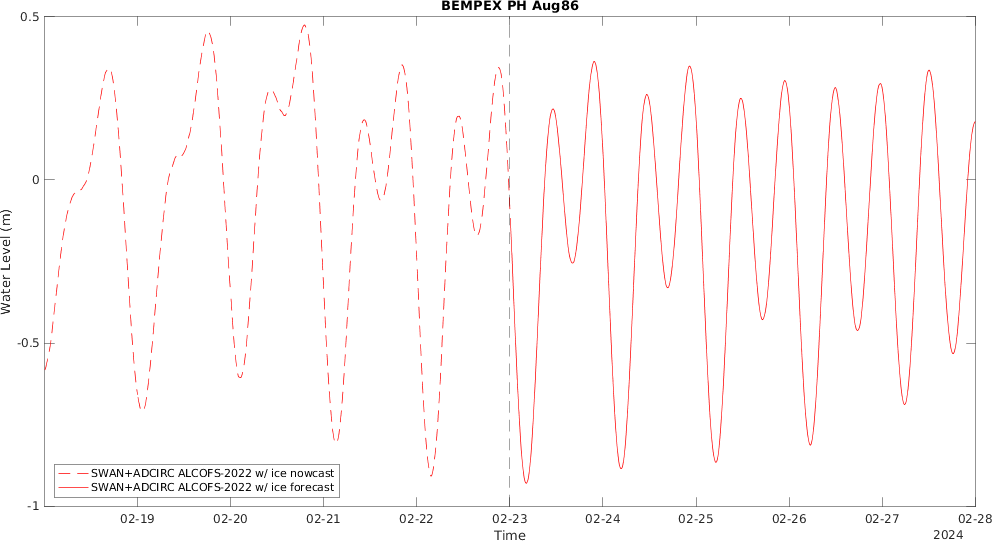 BEMPEX PH Aug86
0.5
0
-0.5
-1
Water Level (m)
SWAN+ADCIRC ALCOFS-2022 w/ ice nowcast
SWAN+ADCIRC ALCOFS-2022 w/ ice forecast
02-19 02-20 02-21 02-22 02-23 02-24 02-25 02-26 02-27 02-28
Time
2024